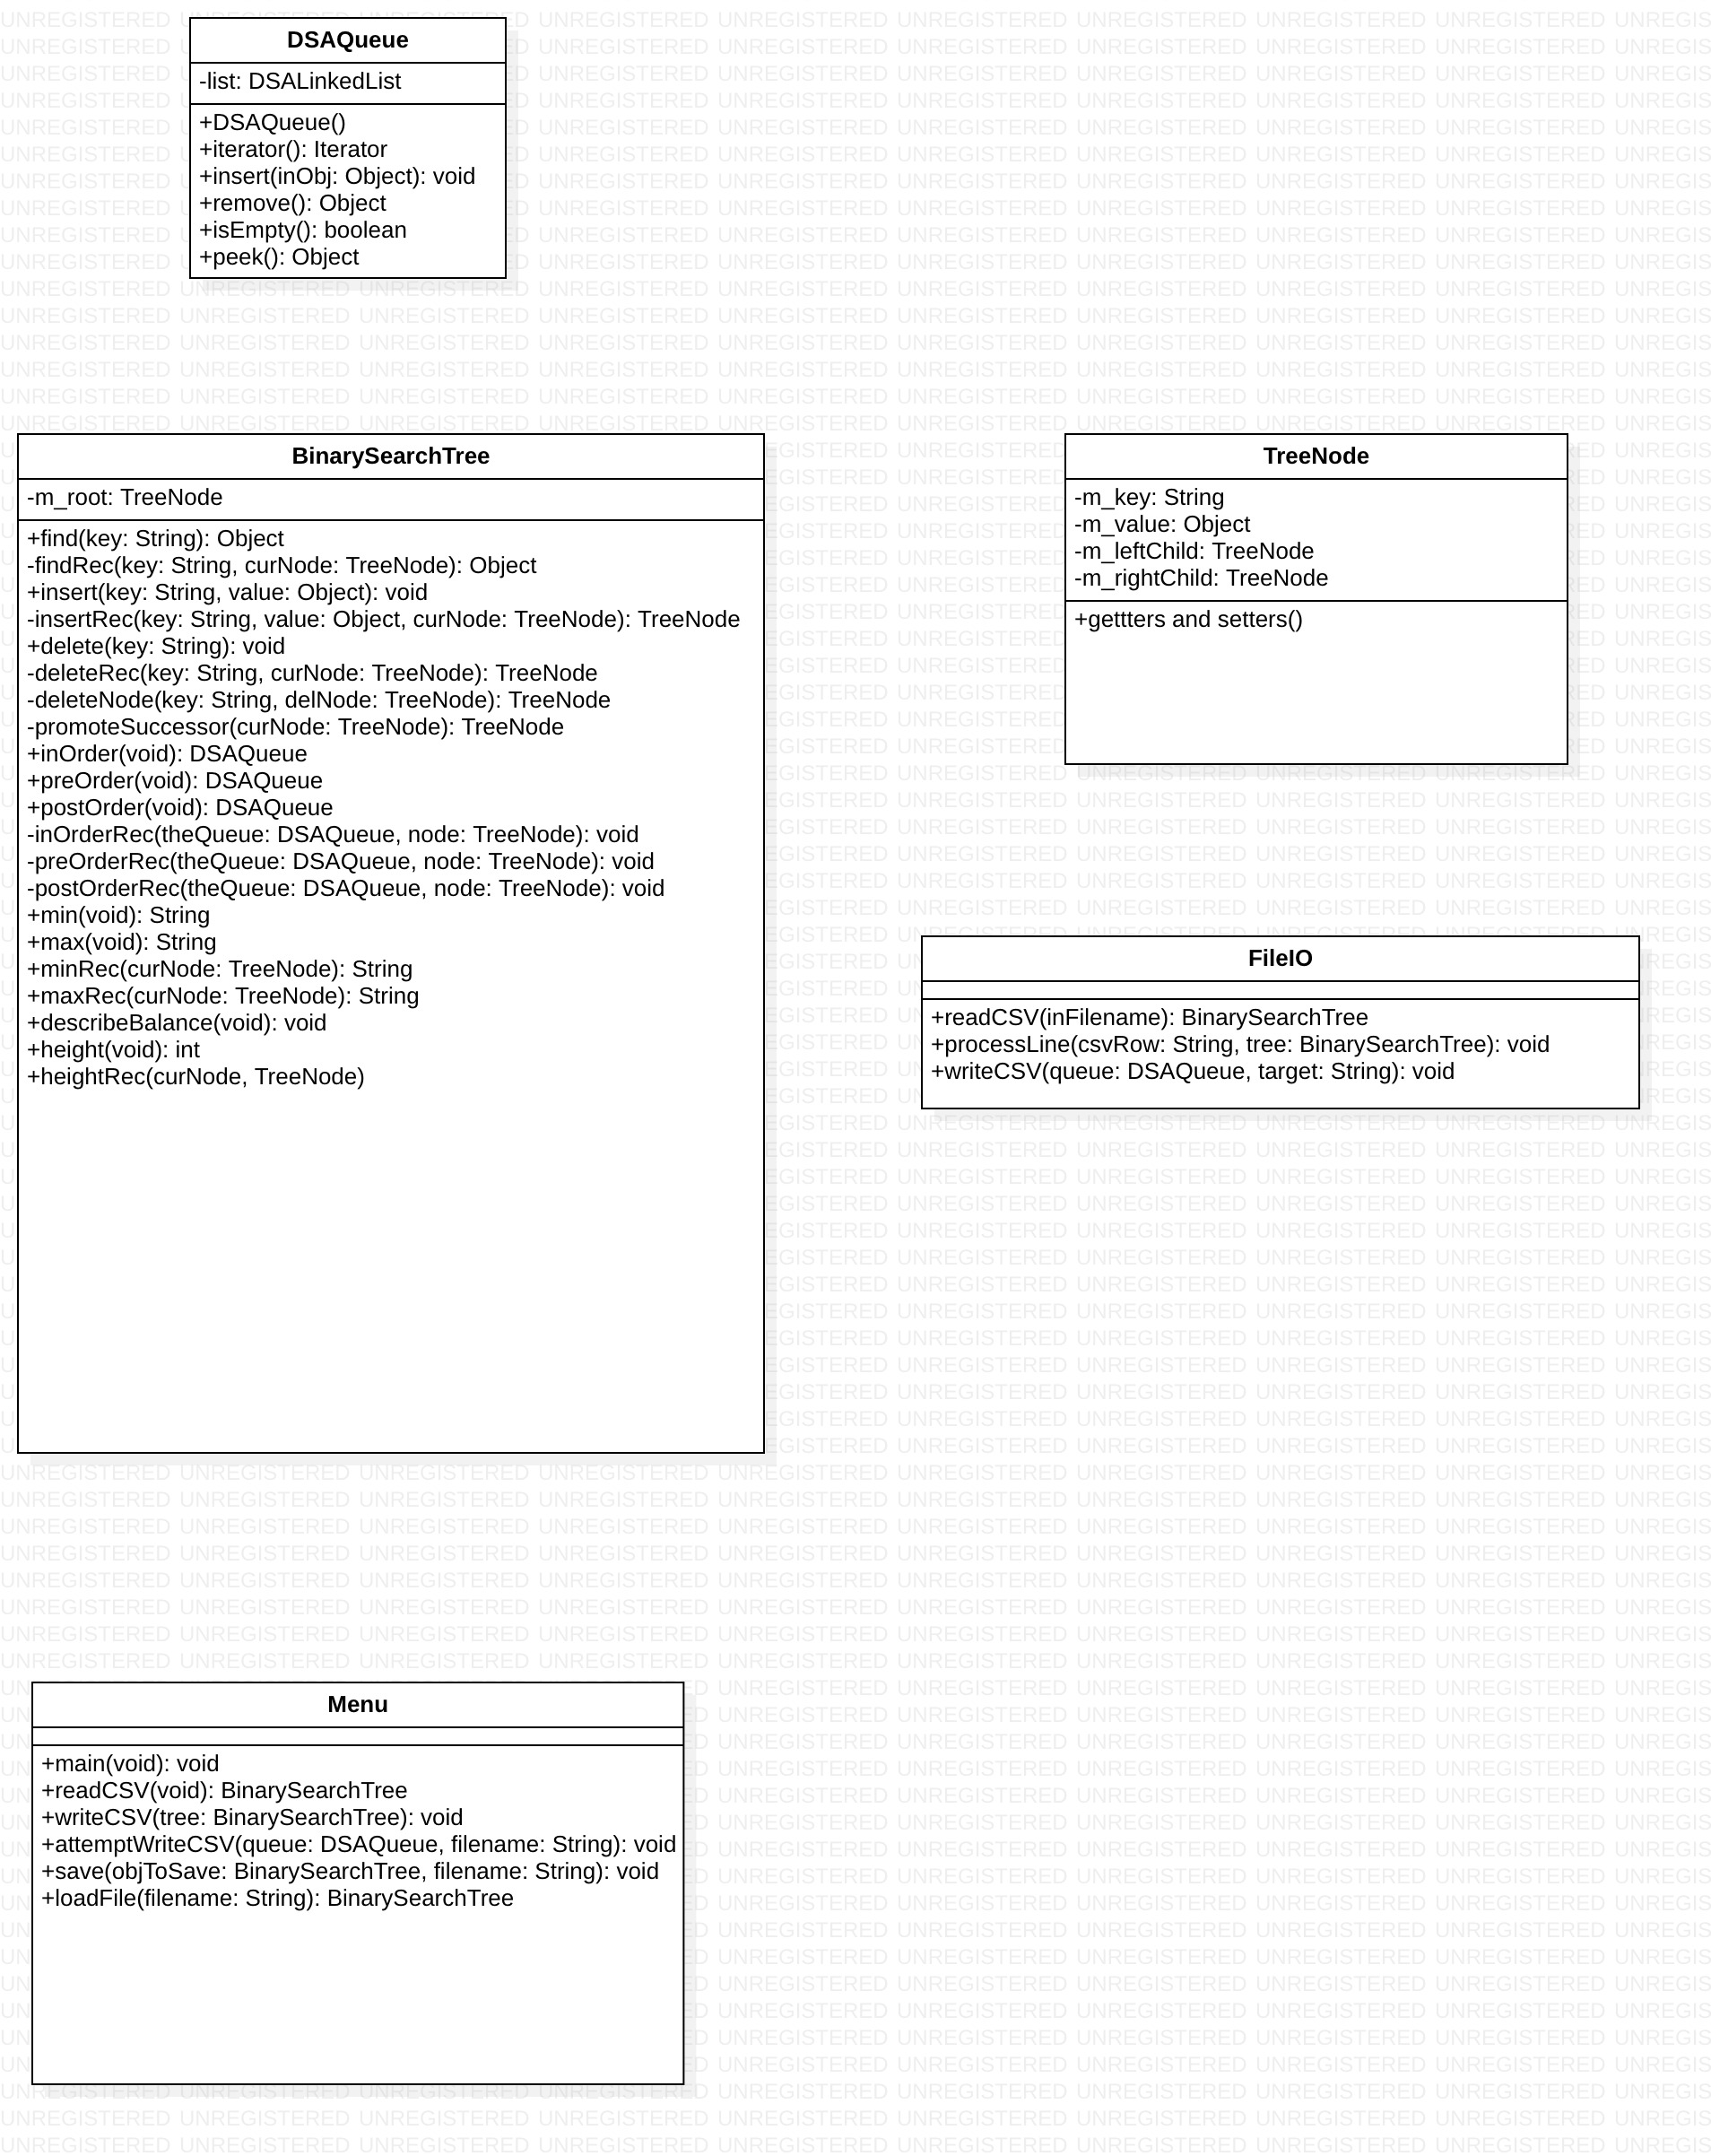 DSAQueue
-list: DSALinkedList
+DSAQueue()
+iterator(): Iterator
+insert(inObj: Object): void
+remove(): Object
+isEmpty(): boolean
+peek(): Object
BinarySearchTree
-m_root: TreeNode
+find(key: String): Object
-findRec(key: String, curNode: TreeNode): Object
+insert(key: String, value: Object): void
-insertRec(key: String, value: Object, curNode: TreeNode): TreeNode
+delete(key: String): void
-deleteRec(key: String, curNode: TreeNode): TreeNode
-deleteNode(key: String, delNode: TreeNode): TreeNode
-promoteSuccessor(curNode: TreeNode): TreeNode
+inOrder(void): DSAQueue
+preOrder(void): DSAQueue
+postOrder(void): DSAQueue
-inOrderRec(theQueue: DSAQueue, node: TreeNode): void
-preOrderRec(theQueue: DSAQueue, node: TreeNode): void
-postOrderRec(theQueue: DSAQueue, node: TreeNode): void
+min(void): String
+max(void): String
+minRec(curNode: TreeNode): String
+maxRec(curNode: TreeNode): String
+describeBalance(void): void
+height(void): int
+heightRec(curNode, TreeNode)
TreeNode
-m_key: String
-m_value: Object
-m_leftChild: TreeNode
-m_rightChild: TreeNode
+gettters and setters()
FileIO
+readCSV(inFilename): BinarySearchTree
+processLine(csvRow: String, tree: BinarySearchTree): void
+writeCSV(queue: DSAQueue, target: String): void
Menu
+main(void): void
+readCSV(void): BinarySearchTree
+writeCSV(tree: BinarySearchTree): void
+attemptWriteCSV(queue: DSAQueue, filename: String): void
+save(objToSave: BinarySearchTree, filename: String): void
+loadFile(filename: String): BinarySearchTree
UNREGISTERED